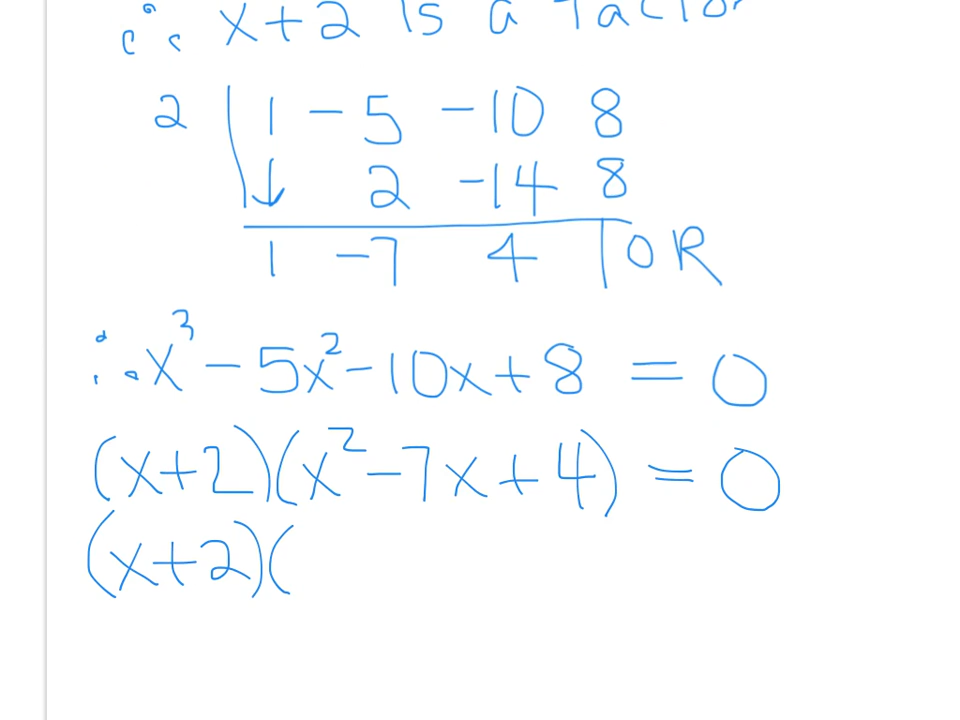 ∴ x+2 is a factor
2 | 1 -5 -10 8
↓ 2 -14 8
1 -7 4 | 0 R
∴ x³ - 5x² - 10x + 8 = 0
(x+2)(x² - 7x + 4) = 0
(x+2)(